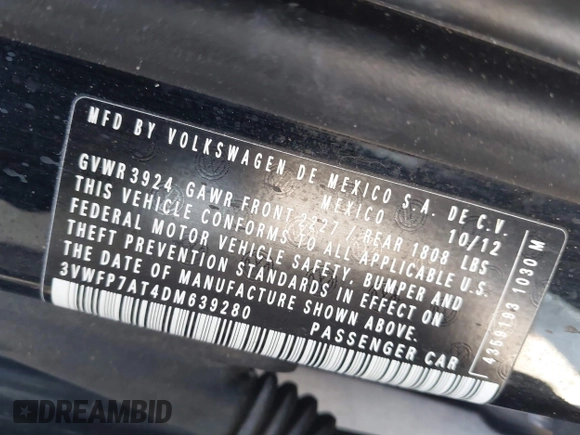 MFD BY VOLKSWAGEN DE MEXICO S.A. DE C.V.
MEXICO 10/12
GVWR 3924, GAWR FRONT 2227 / REAR 1808 LBS
THIS VEHICLE CONFORMS TO ALL APPLICABLE U.S.
FEDERAL MOTOR VEHICLE SAFETY, BUMPER AND
THEFT PREVENTION STANDARDS IN EFFECT ON
THE DATE OF MANUFACTURE SHOWN ABOVE.
3VWFP7AT4DM639280 PASSENGER CAR
4359193 1030 M
DREAMBID